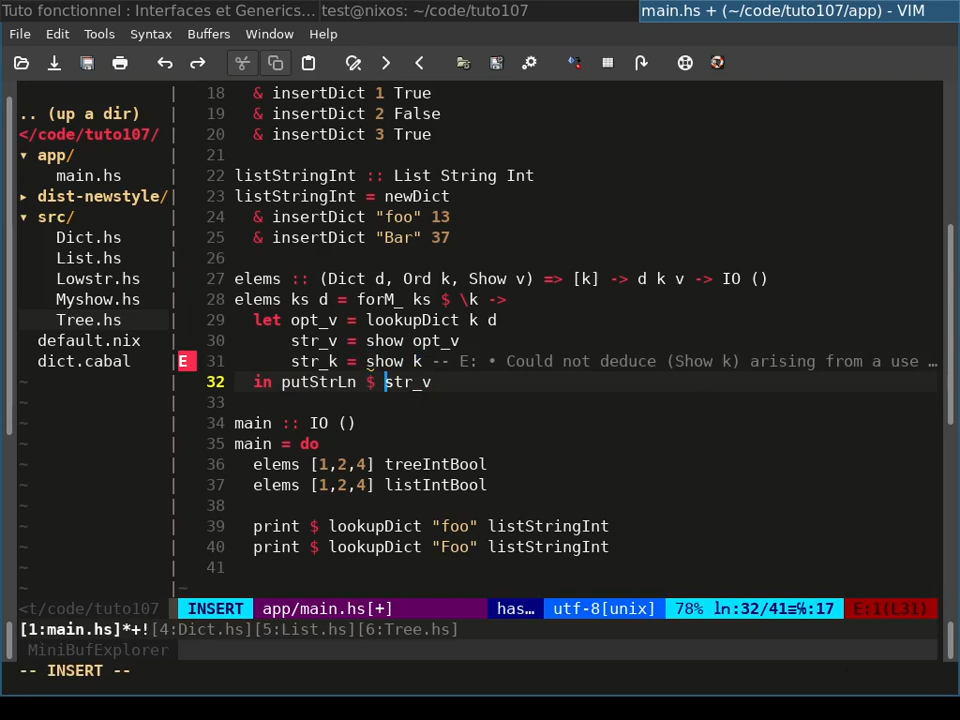 Tuto fonctionnel : Interfaces et Generics... test@nixos: ~/code/tuto107 main.hs + (~/code/tuto107/app) - VIM
File Edit Tools Syntax Buffers Window Help
18 & insertDict 1 True
.. (up a dir) 19 & insertDict 2 False
</code/tuto107/ 20 & insertDict 3 True
▾ app/ 21
main.hs 22 listStringInt :: List String Int
▸ dist-newstyle/ 23 listStringInt = newDict
▾ src/ 24 & insertDict "foo" 13
Dict.hs 25 & insertDict "Bar" 37
List.hs 26
Lowstr.hs 27 elems :: (Dict d, Ord k, Show v) => [k] -> d k v -> IO ()
Myshow.hs 28 elems ks d = forM_ ks $ \k ->
Tree.hs 29 let opt_v = lookupDict k d
default.nix 30 str_v = show opt_v
dict.cabal E 31 str_k = show k -- E: • Could not deduce (Show k) arising from a use …
~ 32 in putStrLn $ str_v
~ 33
~ 34 main :: IO ()
~ 35 main = do
~ 36 elems [1,2,4] treeIntBool
~ 37 elems [1,2,4] listIntBool
~ 38
~ 39 print $ lookupDict "foo" listStringInt
~ 40 print $ lookupDict "Foo" listStringInt
~ 41
~ ~
<t/code/tuto107 INSERT app/main.hs[+] has… utf-8[unix] 78% ln:32/41≡℅:17 E:1(L31)
[1:main.hs]*+![4:Dict.hs][5:List.hs][6:Tree.hs]
MiniBufExplorer
-- INSERT --